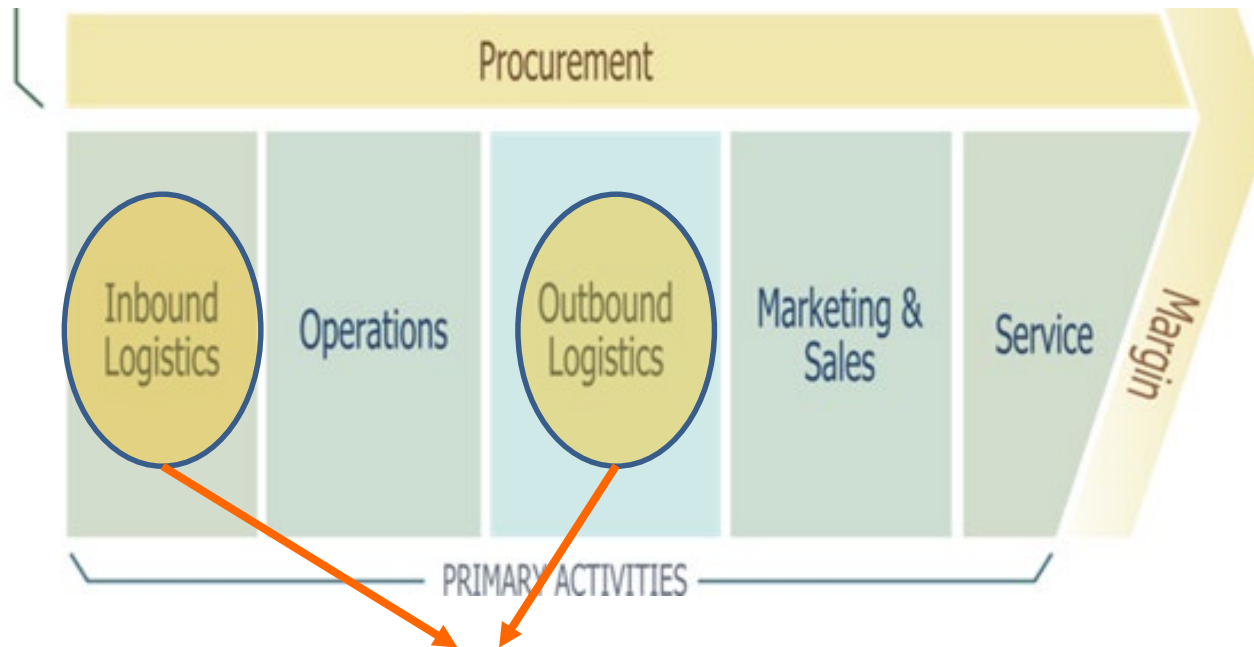 Procurement
Inbound
Logistics
Operations
Outbound
Logistics
Marketing &
Sales
Service
Margin
PRIMARY ACTIVITIES